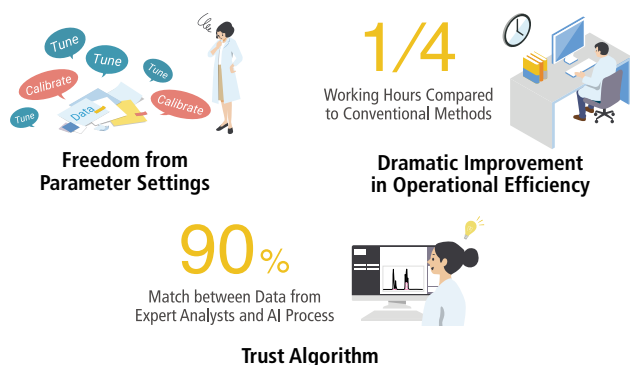 Tune
Tune
Tune
Calibrate
Calibrate
Tune
Data
Freedom from
Parameter Settings
1/4
Working Hours Compared
to Conventional Methods
Dramatic Improvement
in Operational Efficiency
90%
Match between Data from
Expert Analysts and AI Process
Trust Algorithm